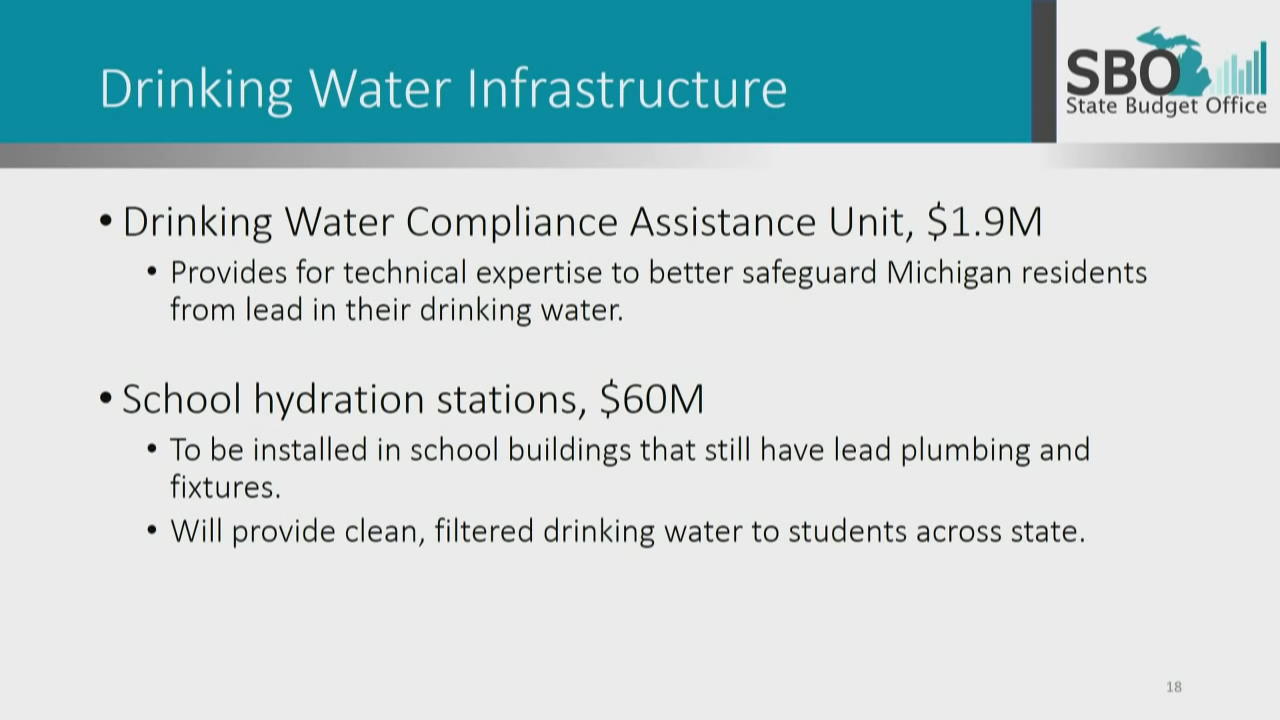 Drinking Water Infrastructure
SBO
State Budget Office
• Drinking Water Compliance Assistance Unit, $1.9M
• Provides for technical expertise to better safeguard Michigan residents
from lead in their drinking water.
• School hydration stations, $60M
• To be installed in school buildings that still have lead plumbing and
fixtures.
• Will provide clean, filtered drinking water to students across state.
18